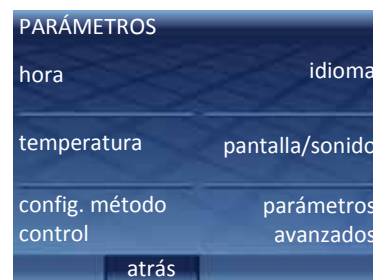 PARÁMETROS
hora
idioma
temperatura
pantalla/sonido
config. método
control
parámetros
avanzados
atrás